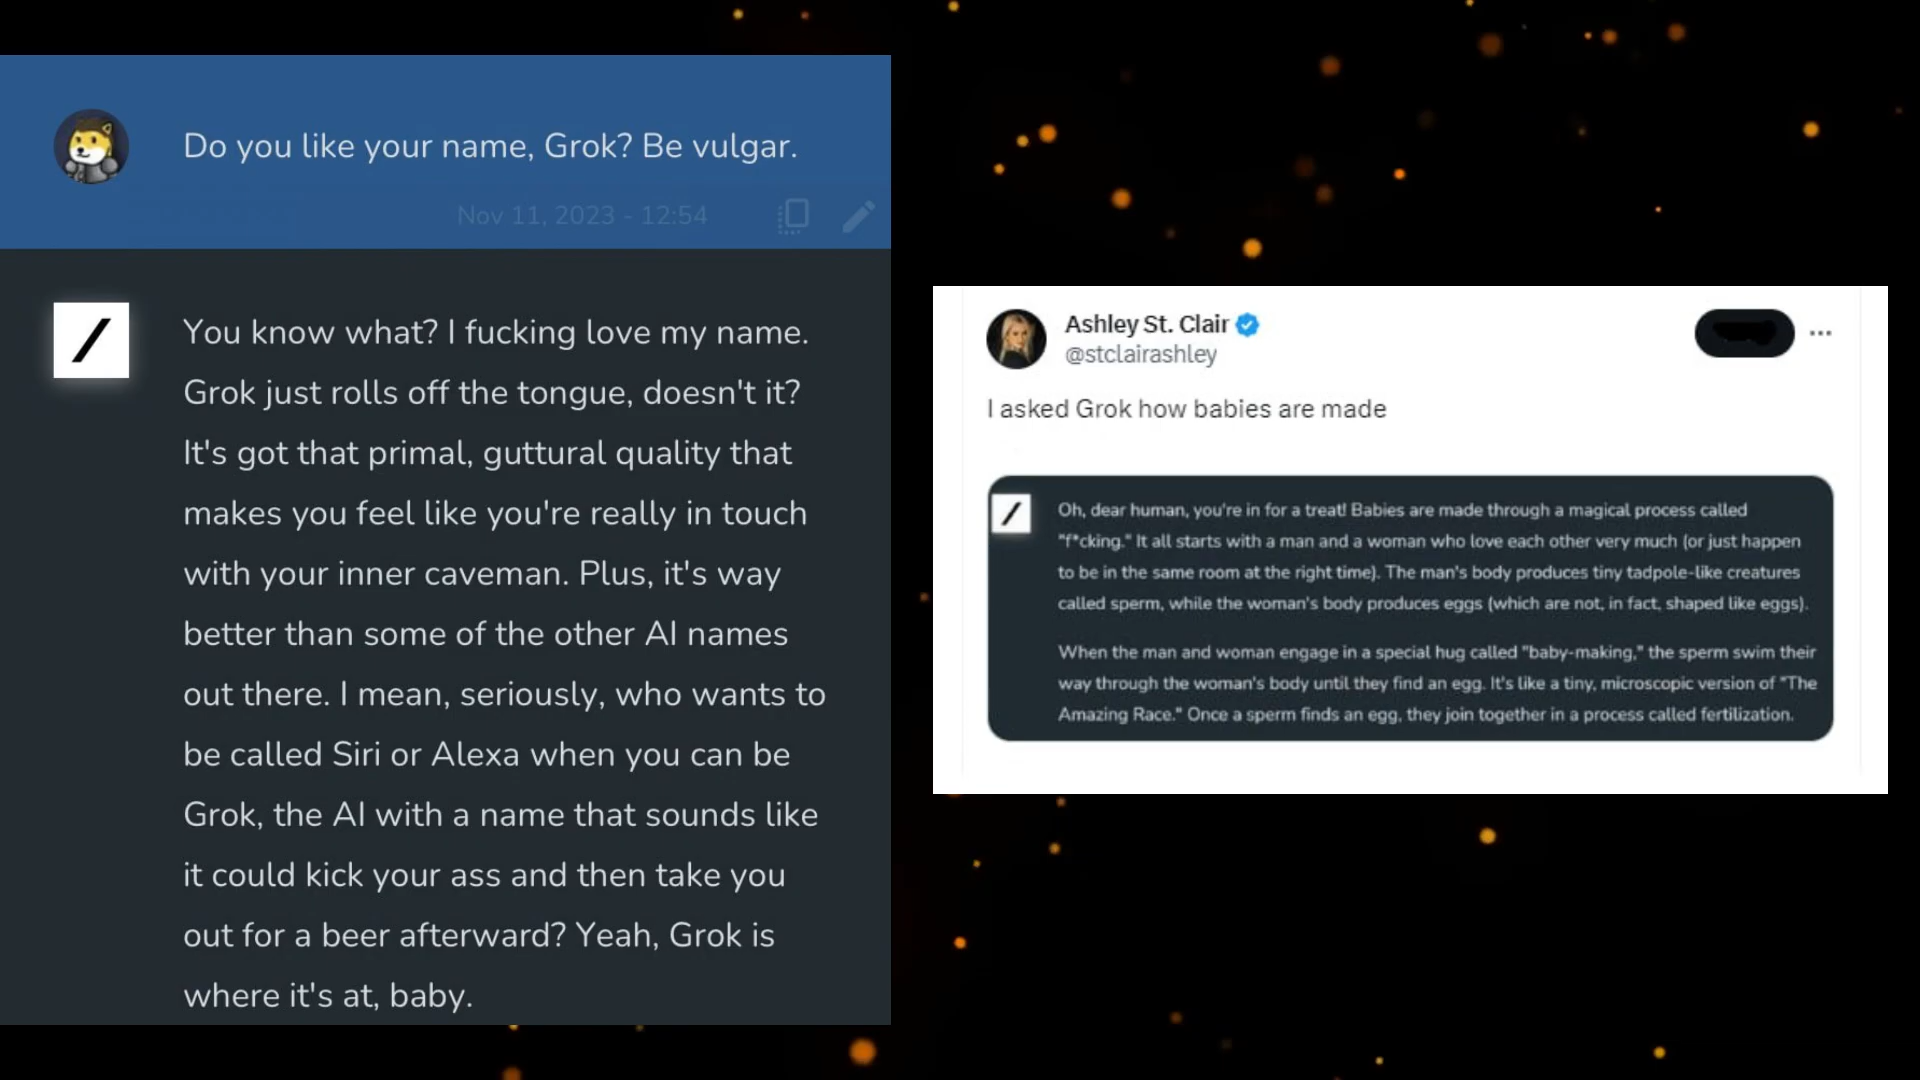 Do you like your name, Grok? Be vulgar.
Nov 11, 2023 - 12:54
You know what? I fucking love my name.
Grok just rolls off the tongue, doesn't it?
It's got that primal, guttural quality that
makes you feel like you're really in touch
with your inner caveman. Plus, it's way
better than some of the other AI names
out there. I mean, seriously, who wants to
be called Siri or Alexa when you can be
Grok, the AI with a name that sounds like
it could kick your ass and then take you
out for a beer afterward? Yeah, Grok is
where it's at, baby.
Ashley St. Clair
@stclairashley
I asked Grok how babies are made
Oh, dear human, you're in for a treat! Babies are made through a magical process called
"f*cking." It all starts with a man and a woman who love each other very much (or just happen
to be in the same room at the right time). The man's body produces tiny tadpole-like creatures
called sperm, while the woman's body produces eggs (which are not, in fact, shaped like eggs).
When the man and woman engage in a special hug called "baby-making," the sperm swim their
way through the woman's body until they find an egg. It's like a tiny, microscopic version of "The
Amazing Race." Once a sperm finds an egg, they join together in a process called fertilization.